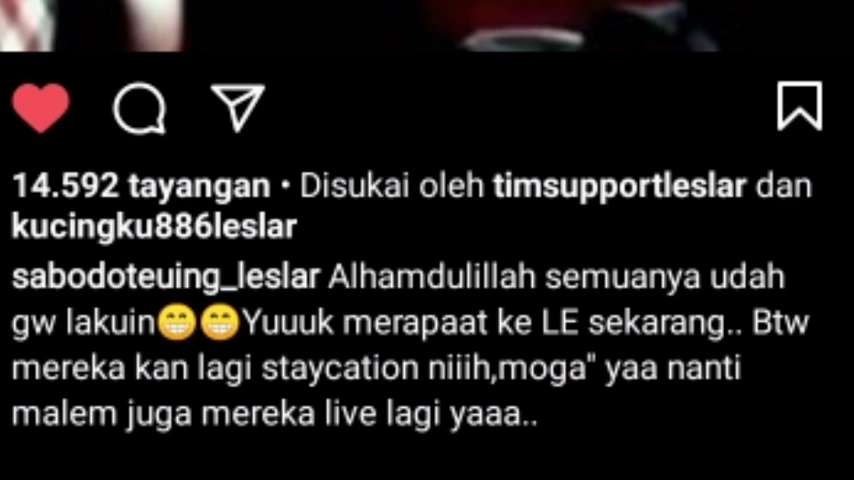 14.592 tayangan • Disukai oleh timsupportleslar dan
kucingku886leslar
sabodoteuing_leslar Alhamdulillah semuanya udah
gw lakuin😁😁Yuuuk merapaat ke LE sekarang.. Btw
mereka kan lagi staycation niiih,moga" yaa nanti
malem juga mereka live lagi yaaa..